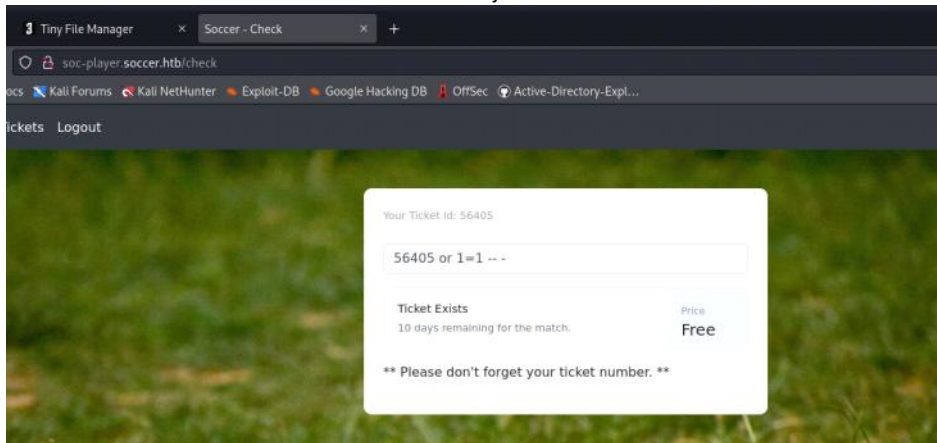 Tiny File Manager × Soccer - Check × +
soc-player.soccer.htb/check
ocs Kali Forums Kali NetHunter Exploit-DB Google Hacking DB OffSec Active-Directory-Expl...
ickets Logout
Your Ticket Id: 56405
56405 or 1=1 -- -
Ticket Exists
10 days remaining for the match.
Price
Free
** Please don't forget your ticket number. **